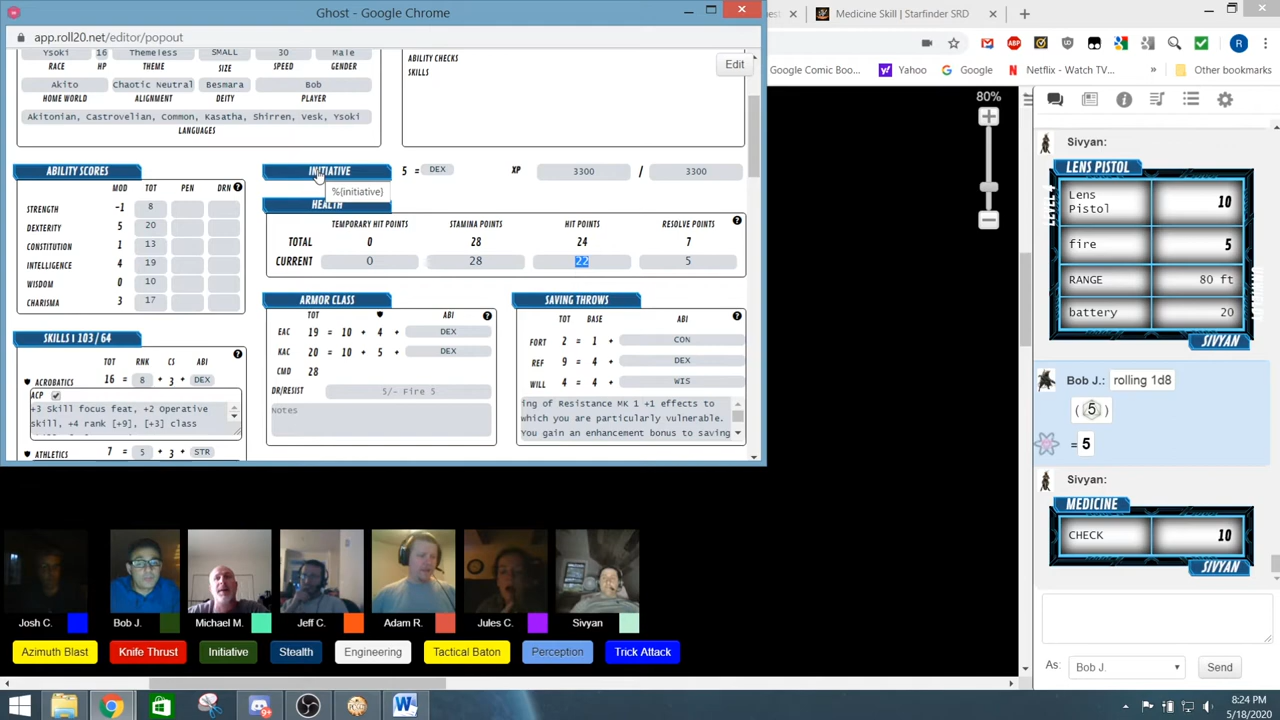 Ghost - Google Chrome
app.roll20.net/editor/popout
Edit
Ysoki 16 Themeless SMALL 30 Male
RACE HP THEME SIZE SPEED GENDER
Akito Chaotic Neutral Besmara Bob
HOME WORLD ALIGNMENT DEITY PLAYER
Akitonian, Castrovelian, Common, Kasatha, Shirren, Vesk, Ysoki
LANGUAGES
ABILITY CHECKS
SKILLS
ABILITY SCORES
MOD TOT PEN DRN ?
STRENGTH -1 8
DEXTERITY 5 20
CONSTITUTION 1 13
INTELLIGENCE 4 19
WISDOM 0 10
CHARISMA 3 17
INITIATIVE 5 = DEX XP 3300 / 3300
%{initiative}
HEALTH
TEMPORARY HIT POINTS STAMINA POINTS HIT POINTS RESOLVE POINTS ?
TOTAL 0 28 24 7
CURRENT 0 28 22 5
ARMOR CLASS
TOT ABI ?
EAC 19 = 10 + 4 + DEX
KAC 20 = 10 + 5 + DEX
CMD 28
DR/RESIST 5/- Fire 5
Notes
SAVING THROWS
TOT BASE ABI ?
FORT 2 = 1 + CON
REF 9 = 4 + DEX
WILL 4 = 4 + WIS
ing of Resistance MK 1 +1 effects to
which you are particularly vulnerable.
You gain an enhancement bonus to saving
SKILLS | 103 / 64
TOT RNK CS ABI ?
ACROBATICS 16 = 8 + 3 + DEX
ACP
+3 Skill focus feat, +2 Operative
skill, +4 rank [+9], [+3] class
ATHLETICS 7 = 5 + 3 + STR
Josh C.
Bob J.
Michael M.
Jeff C.
Adam R.
Jules C.
Sivyan
Azimuth Blast
Knife Thrust
Initiative
Stealth
Engineering
Tactical Baton
Perception
Trick Attack
Medicine Skill | Starfinder SRD
Google Comic Boo...
Yahoo
Google
Netflix - Watch TV...
Other bookmarks
80%
Sivyan:
LENS PISTOL
Lens
Pistol 10
fire 5
RANGE 80 ft
battery 20
SIVYAN
Bob J.: rolling 1d8
(5)
= 5
Sivyan:
MEDICINE
CHECK 10
SIVYAN
As: Bob J. Send
8:24 PM
5/18/2020